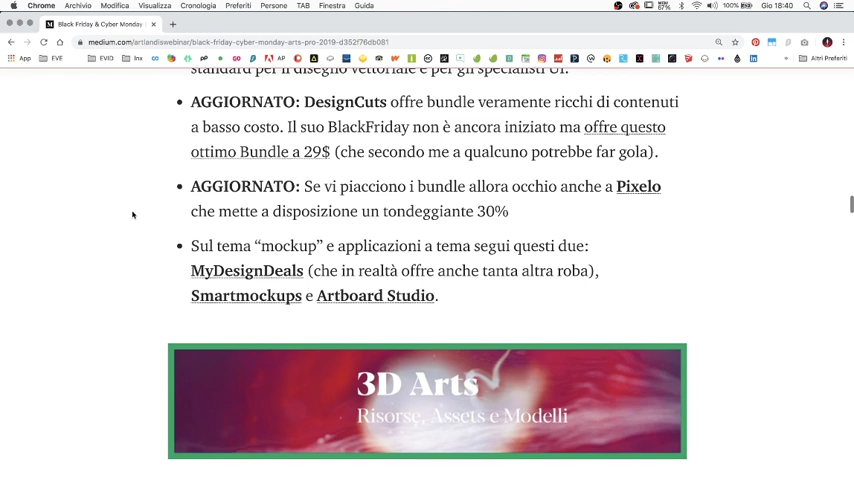 Chrome Archivio Modifica Visualizza Cronologia Preferiti Persone TAB Finestra Guida 100% Gio 18:40
Black Friday & Cyber Monday
medium.com/artlandiswebinar/black-friday-cyber-monday-arts-pro-2019-d352f76db081
App EVE EVID Inx Altri Preferiti
standard per il disegno vettoriale e per gli specialisti UI.
• AGGIORNATO: DesignCuts offre bundle veramente ricchi di contenuti
a basso costo. Il suo BlackFriday non è ancora iniziato ma offre questo
ottimo Bundle a 29$ (che secondo me a qualcuno potrebbe far gola).
• AGGIORNATO: Se vi piacciono i bundle allora occhio anche a Pixelo
che mette a disposizione un tondeggiante 30%
• Sul tema “mockup” e applicazioni a tema segui questi due:
MyDesignDeals (che in realtà offre anche tanta altra roba),
Smartmockups e Artboard Studio.
3D Arts
Risorse, Assets e Modelli